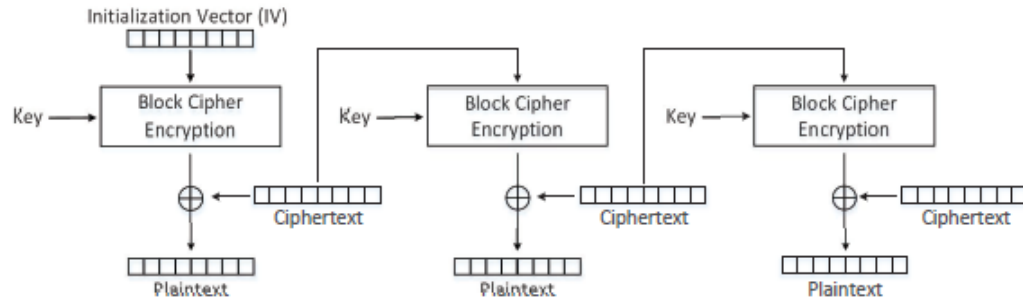 Initialization Vector (IV)
Key
Block Cipher
Encryption
Key
Block Cipher
Encryption
Key
Block Cipher
Encryption
Ciphertext
Ciphertext
Ciphertext
Plaintext
Plaintext
Plaintext